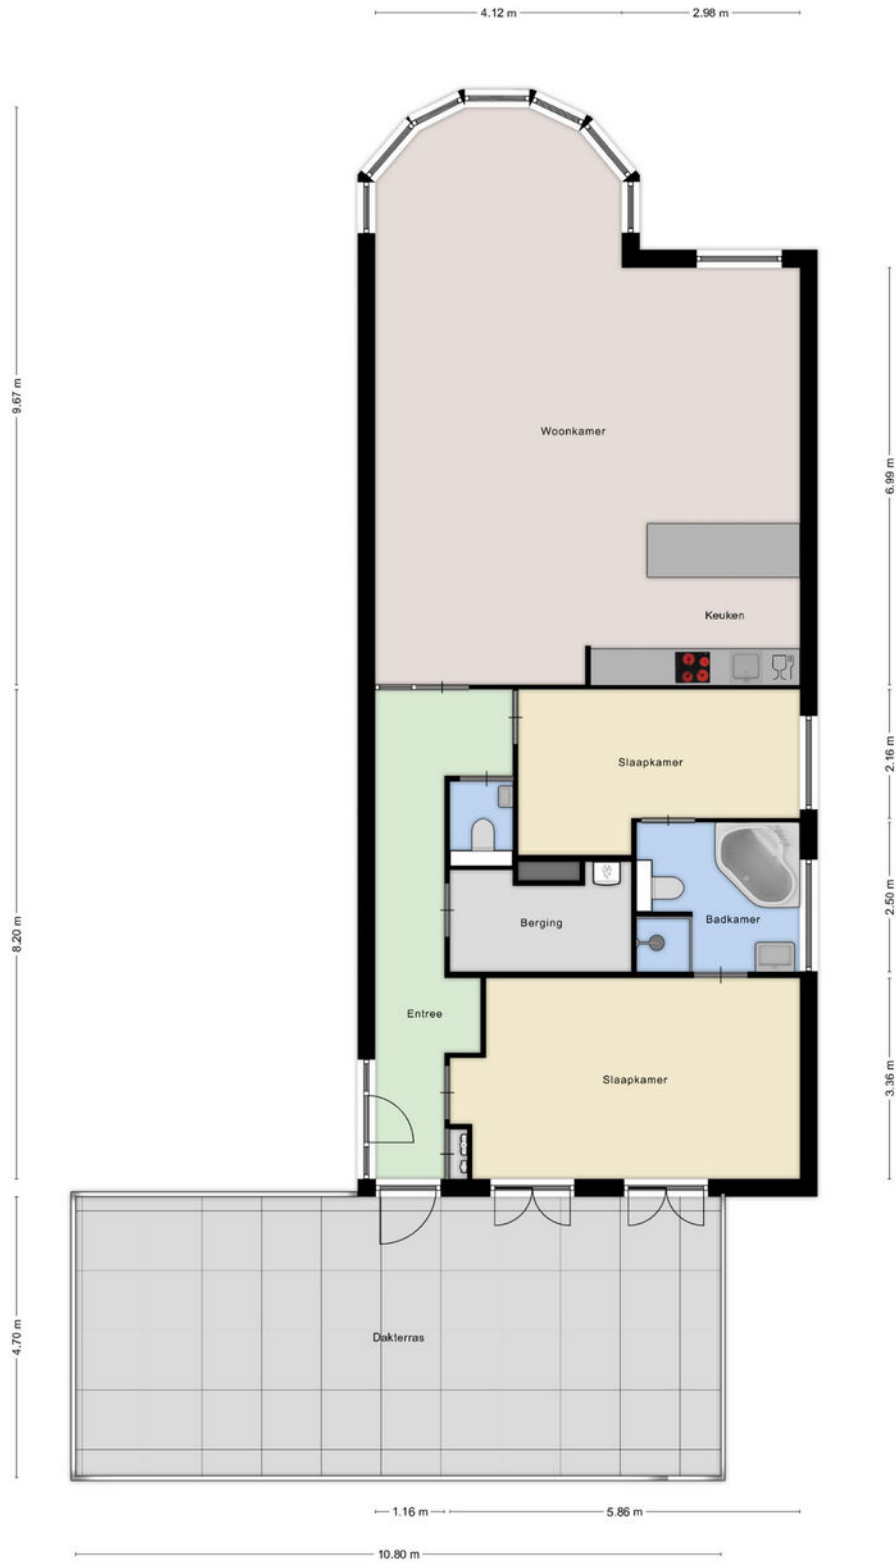 4.12 m
2.98 m
9.67 m
6.99 m
Woonkamer
Keuken
2.16 m
Slaapkamer
2.50 m
8.20 m
Berging
Badkamer
Entree
3.36 m
Slaapkamer
4.70 m
Dakterras
1.16 m
5.86 m
10.80 m